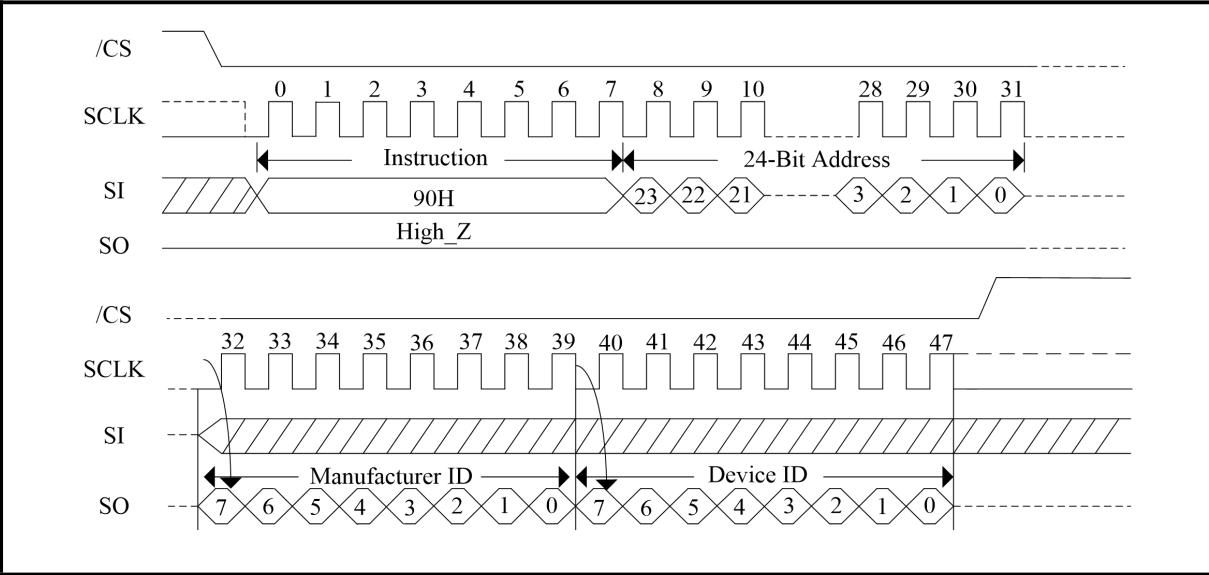 /CS
0 1 2 3 4 5 6 7 8 9 10 28 29 30 31
SCLK
Instruction 24-Bit Address
SI 90H 23 22 21 3 2 1 0
High_Z
SO
/CS
32 33 34 35 36 37 38 39 40 41 42 43 44 45 46 47
SCLK
SI
Manufacturer ID Device ID
SO 7 6 5 4 3 2 1 0 7 6 5 4 3 2 1 0